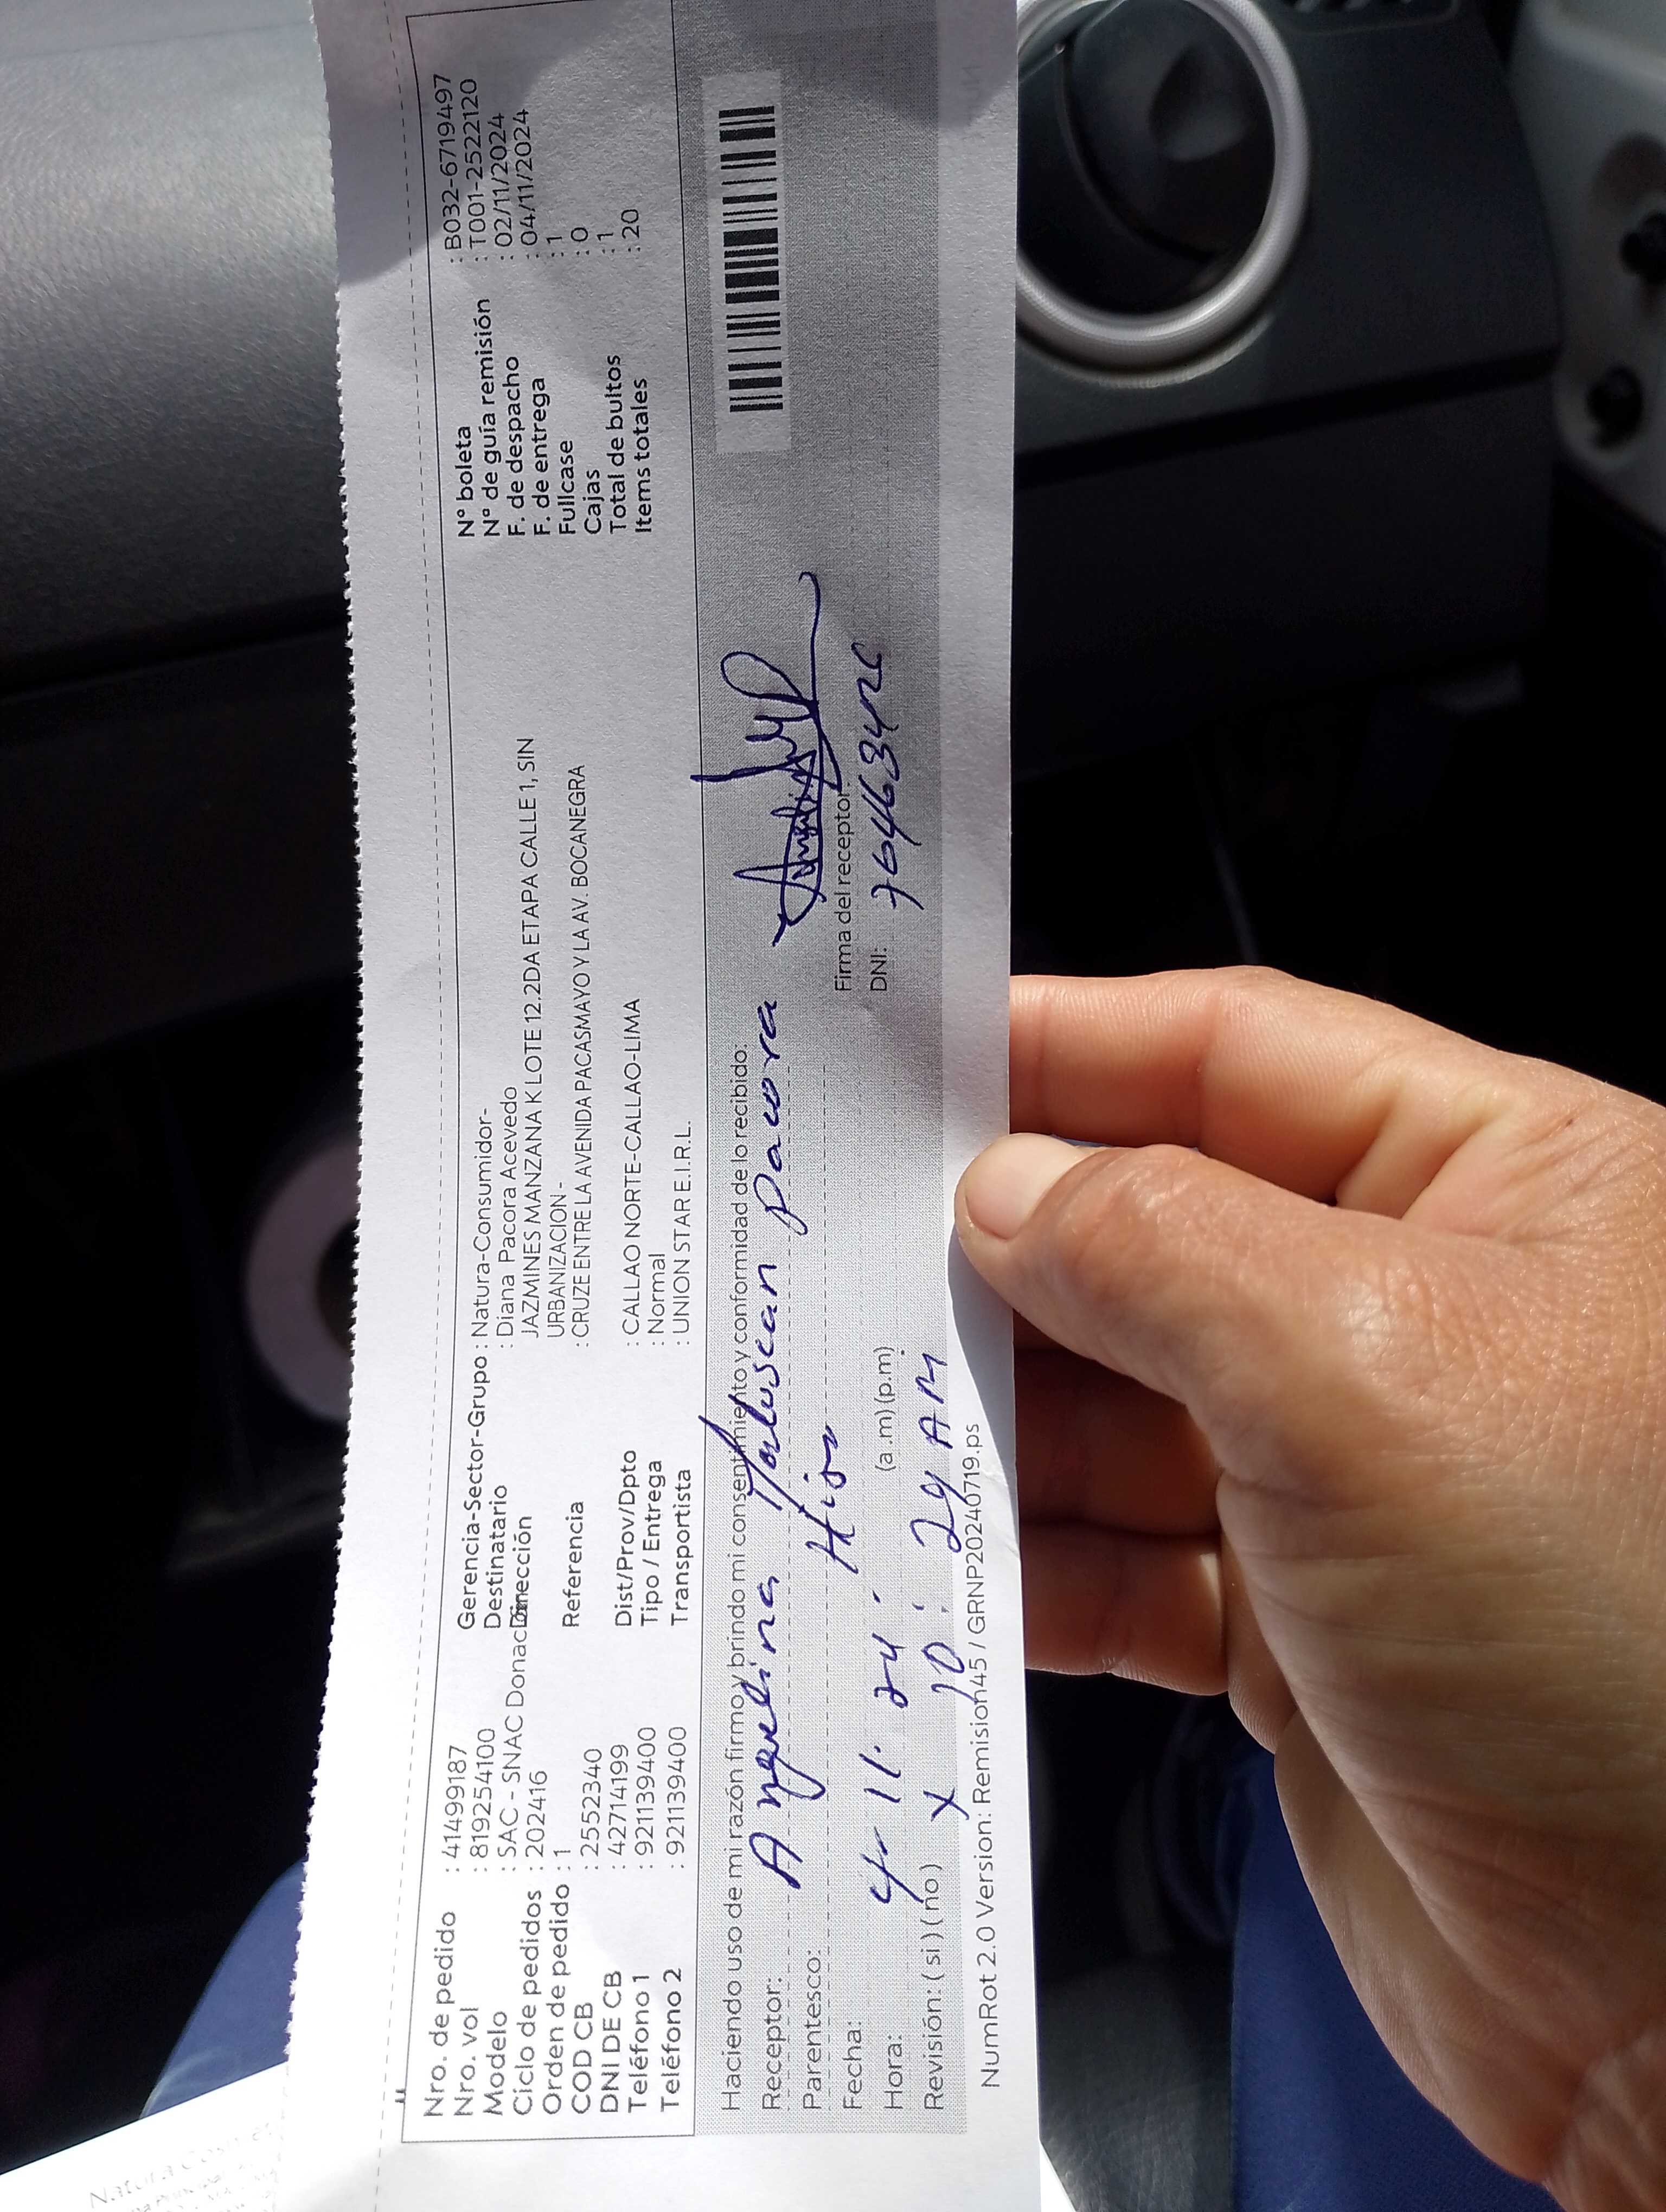 Nro. de pedido : 41499187
Nro. vol : 819254100
Modelo : SAC - SNAC Donación
Ciclo de pedidos : 202416
Orden de pedido : 1
COD CB : 2552340
DNI DE CB : 42714199
Teléfono 1 : 921139400
Teléfono 2 : 921139400
Gerencia-Sector-Grupo : Natura-Consumidor-
Destinatario : Diana Pacora Acevedo
Dirección JAZMINES MANZANA K LOTE 12.2DA ETAPA CALLE 1, SIN
URBANIZACION -
Referencia : CRUZE ENTRE LA AVENIDA PACASMAYO Y LA AV. BOCANEGRA
Dist/Prov/Dpto : CALLAO NORTE-CALLAO-LIMA
Tipo / Entrega : Normal
Transportista : UNION STAR E.I.R.L.
N° boleta : B032-6719497
N° de guía remisión : T001-2522120
F. de despacho : 02/11/2024
F. de entrega : 04/11/2024
Fullcase : 1
Cajas : 0
Total de bultos : 1
Items totales : 20
Haciendo uso de mi razón firmo y brindo mi consentimiento y conformidad de lo recibido:
Receptor: Angelina Pacora
Parentesco:
Fecha: 4-11-24.
Hora: 10: 29 AM (a.m) (p.m)
Revisión: (si) (no) X
Firma del receptor
DNI:
NumRot 2.0 Version: Remision45 / GRNP20240719.ps